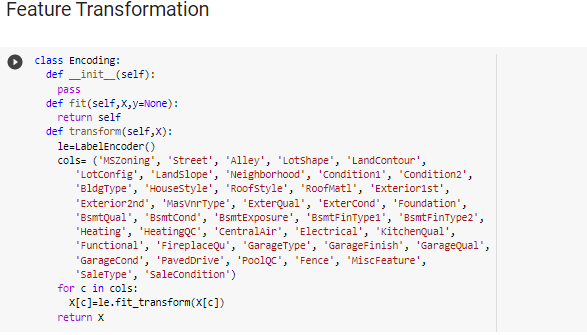 Feature Transformation
class Encoding:
  def __init__(self):
    pass
  def fit(self,X,y=None):
    return self
  def transform(self,X):
    le=LabelEncoder()
    cols= ('MSZoning', 'Street', 'Alley', 'LotShape', 'LandContour',
       'LotConfig', 'LandSlope', 'Neighborhood', 'Condition1', 'Condition2',
       'BldgType', 'HouseStyle', 'RoofStyle', 'RoofMatl', 'Exterior1st',
       'Exterior2nd', 'MasVnrType', 'ExterQual', 'ExterCond', 'Foundation',
       'BsmtQual', 'BsmtCond', 'BsmtExposure', 'BsmtFinType1', 'BsmtFinType2',
       'Heating', 'HeatingQC', 'CentralAir', 'Electrical', 'KitchenQual',
       'Functional', 'FireplaceQu', 'GarageType', 'GarageFinish', 'GarageQual',
       'GarageCond', 'PavedDrive', 'PoolQC', 'Fence', 'MiscFeature',
       'SaleType', 'SaleCondition')
    for c in cols:
      X[c]=le.fit_transform(X[c])
    return X